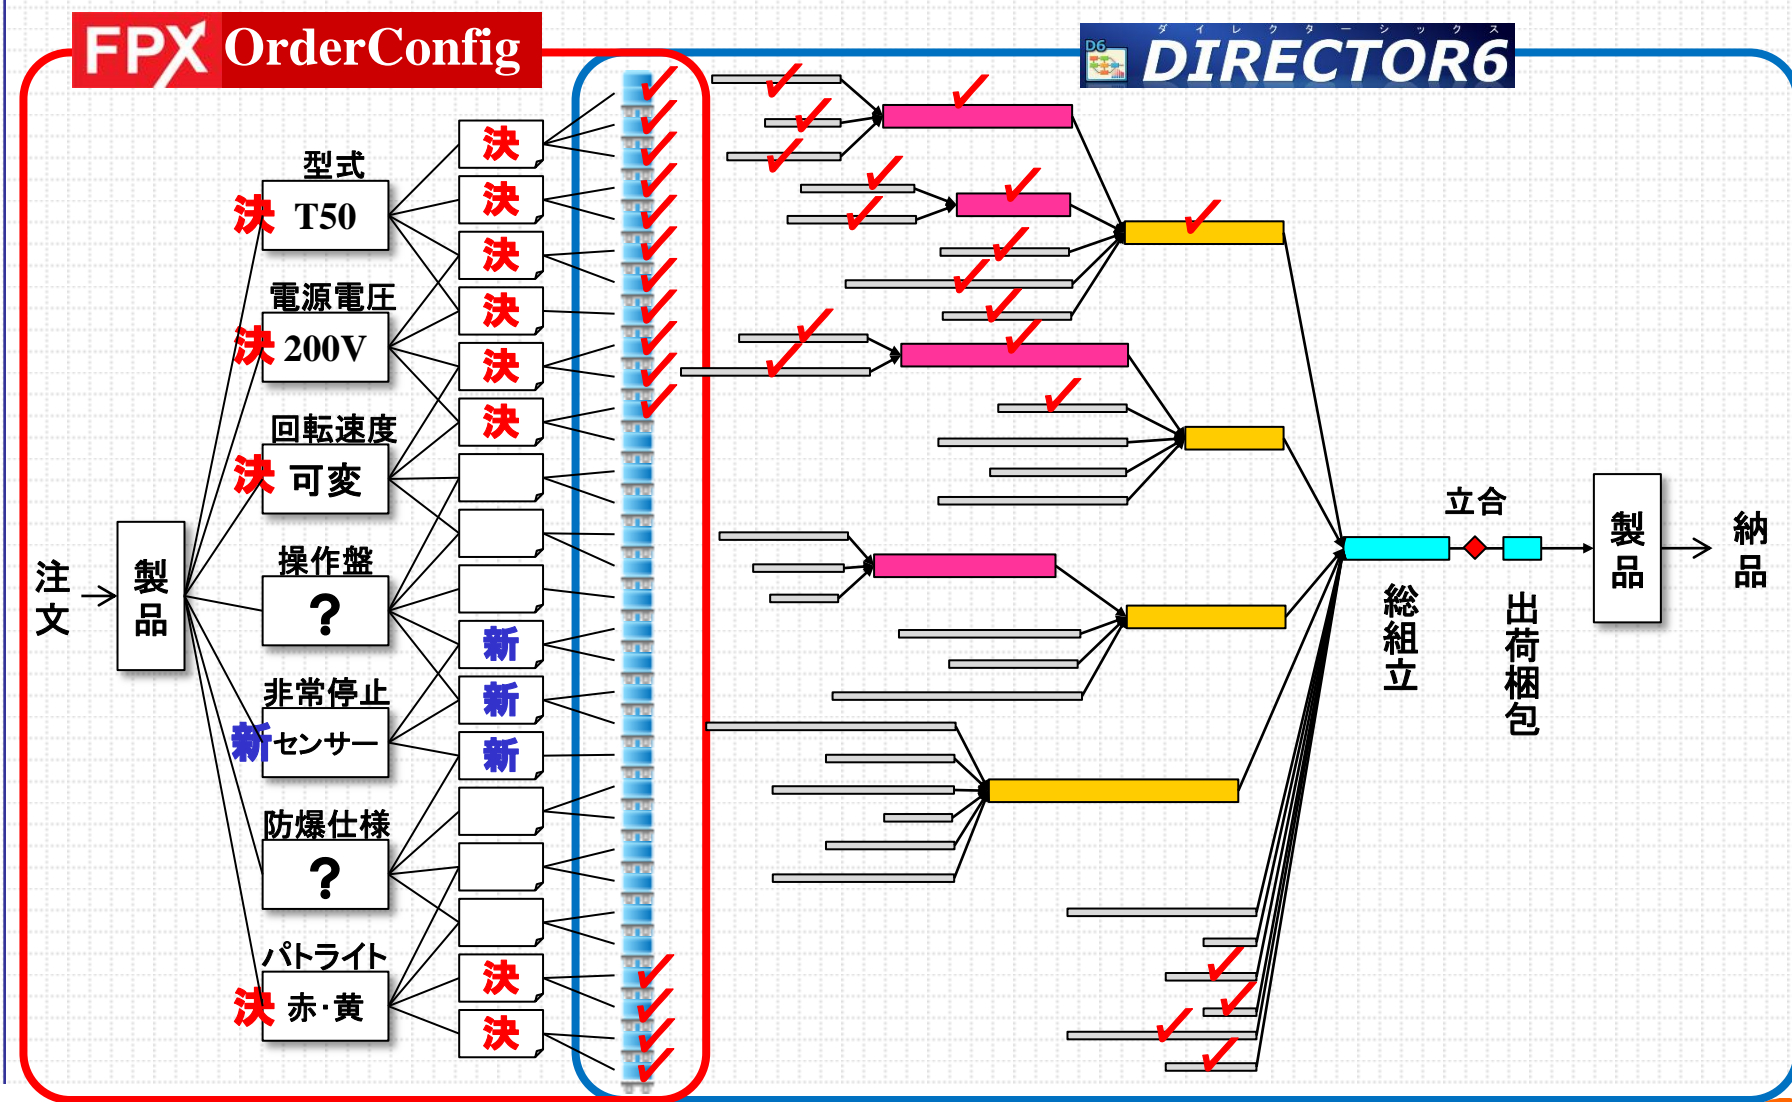 FPX OrderConfig
ダイレクターシックス
D6 DIRECTOR6
注文
製品
型式
決 T50
電源電圧
決 200V
回転速度
決 可変
操作盤
?
非常停止
新 センサー
防爆仕様
?
パトライト
決 赤・黄
決
決
決
決
決
決
新
新
新
決
決
立合
総組立
出荷梱包
製品
納品